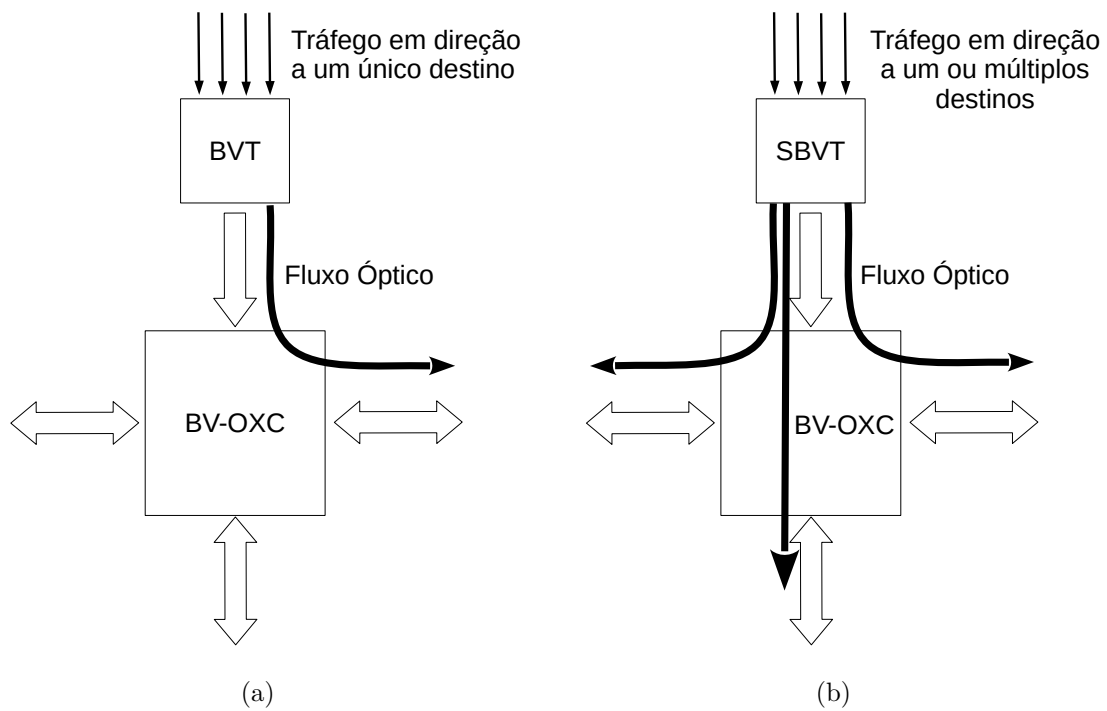 Tráfego em direção
a um único destino
BVT
Fluxo Óptico
BV-OXC
(a)
Tráfego em direção
a um ou múltiplos
destinos
SBVT
Fluxo Óptico
BV-OXC
(b)